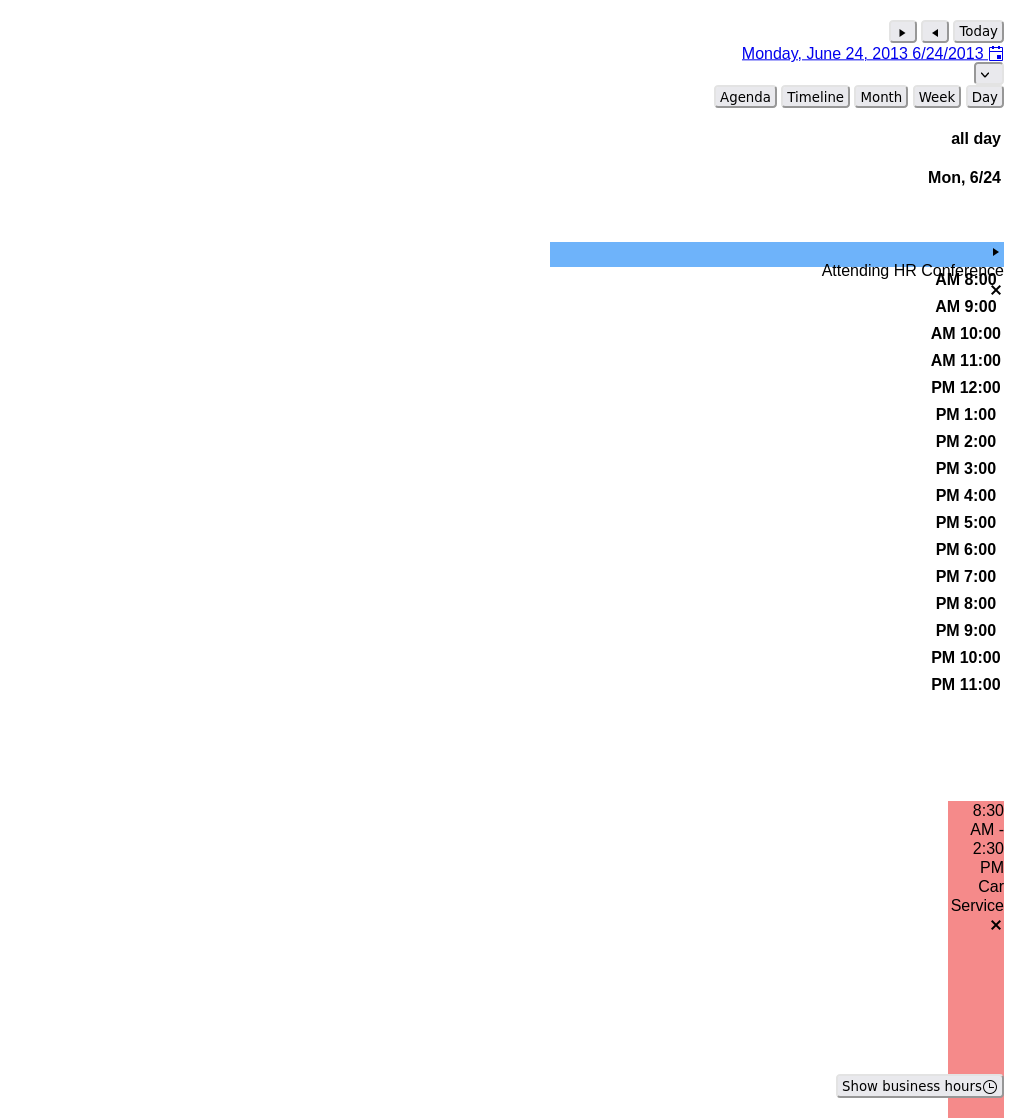 Today
Monday, June 24, 2013 6/24/2013
Day Week Month Timeline Agenda
all day
Mon, 6/24
Attending HR Conference
AM 8:00
AM 9:00
AM 10:00
AM 11:00
PM 12:00
PM 1:00
PM 2:00
PM 3:00
PM 4:00
PM 5:00
PM 6:00
PM 7:00
PM 8:00
PM 9:00
PM 10:00
PM 11:00
8:30
AM -
2:30
PM
Car
Service
Show business hours